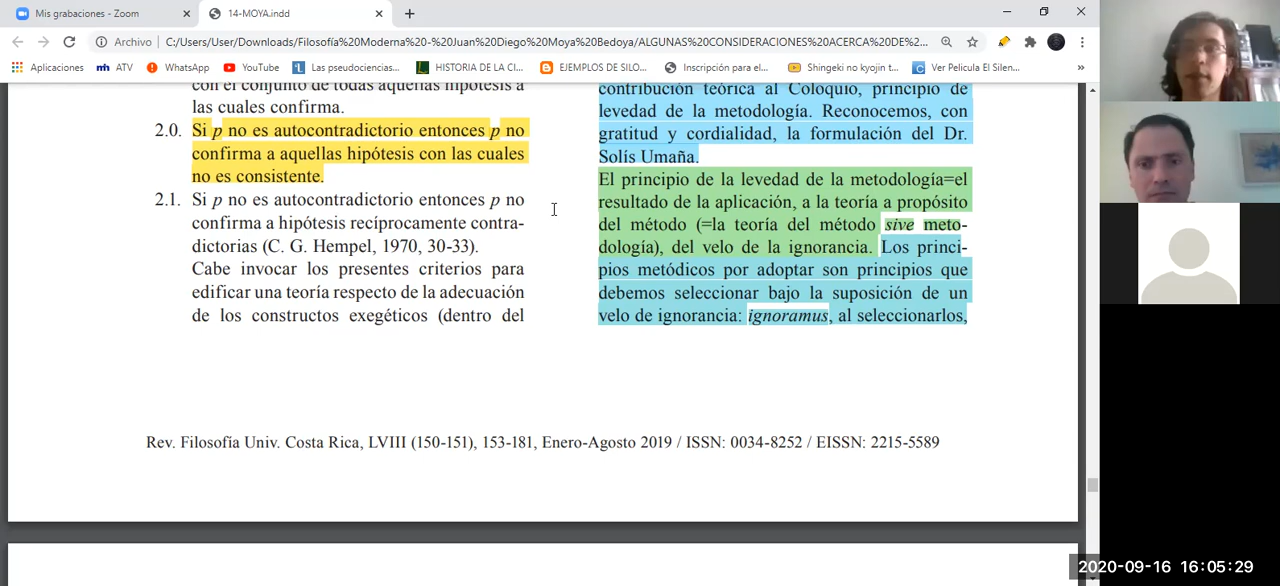 Mis grabaciones - Zoom
14-MOYA.indd
Archivo
C:/Users/User/Downloads/Filosofía%20Moderna%20-%20Juan%20Diego%20Moya%20Bedoya/ALGUNAS%20CONSIDERACIONES%20ACERCA%20DE%2...
Aplicaciones
mh ATV
WhatsApp
YouTube
Las pseudociencias...
HISTORIA DE LA CI...
EJEMPLOS DE SILO...
Inscripción para el...
Shingeki no kyojin t...
Ver Pelicula El Silen...
»
con el conjunto de todas aquellas hipótesis a
las cuales confirma.
2.0. Si p no es autocontradictorio entonces p no
confirma a aquellas hipótesis con las cuales
no es consistente.
2.1. Si p no es autocontradictorio entonces p no
confirma a hipótesis recíprocamente contra-
dictorias (C. G. Hempel, 1970, 30-33).
Cabe invocar los presentes criterios para
edificar una teoría respecto de la adecuación
de los constructos exegéticos (dentro del
contribución teórica al Coloquio, principio de
levedad de la metodología. Reconocemos, con
gratitud y cordialidad, la formulación del Dr.
Solís Umaña.
El principio de la levedad de la metodología=el
resultado de la aplicación, a la teoría a propósito
del método (=la teoría del método sive meto-
dología), del velo de la ignorancia. Los princi-
pios metódicos por adoptar son principios que
debemos seleccionar bajo la suposición de un
velo de ignorancia: ignoramus, al seleccionarlos,
Rev. Filosofía Univ. Costa Rica, LVIII (150-151), 153-181, Enero-Agosto 2019 / ISSN: 0034-8252 / EISSN: 2215-5589
2020-09-16 16:05:29